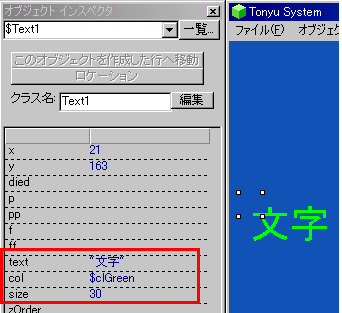 オブジェクト インスペクタ
$Text1
一覧...
このオブジェクトを作成した行へ移動
ロケーション
クラス名:
Text1
編集
x 21
y 163
died
p
pp
f
ff
text "文字"
col $clGreen
size 30
zOrder
Tonyu System
ファイル(F) オブジェク
文字